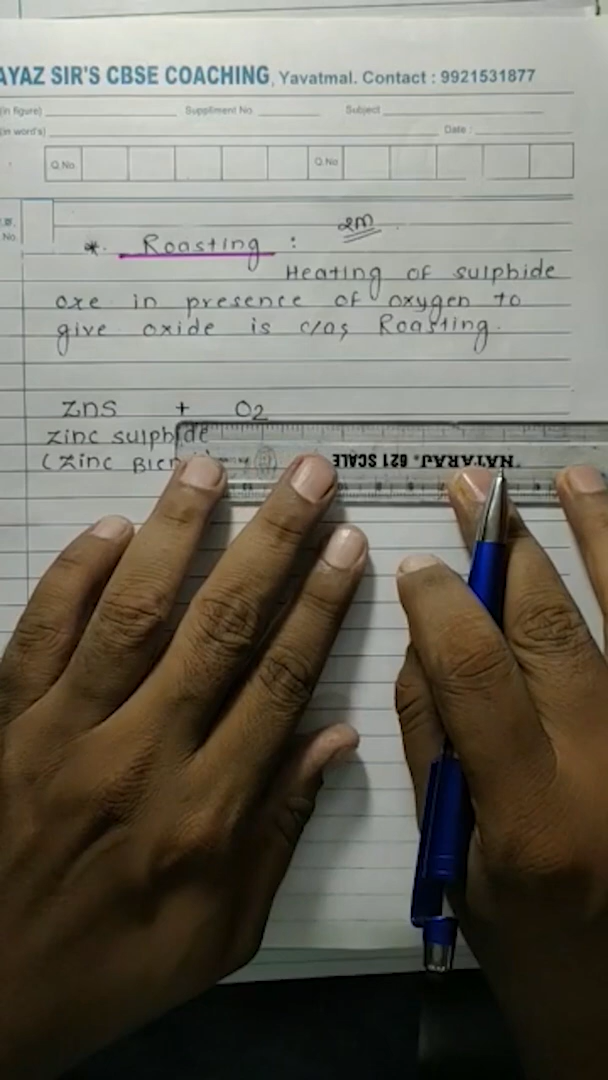 AYAZ SIR'S CBSE COACHING, Yavatmal. Contact : 9921531877
(in figure) Suppliment No. Subject
(in word's) Date :
Q.No. Q.No
No.
2m
*. Roasting :
Heating of sulphide
ore in presence of oxygen to
give oxide is c/as Roasting.
ZnS + O2
zinc sulphide
(Zinc Blen
NATARAJ. 621 SCALE